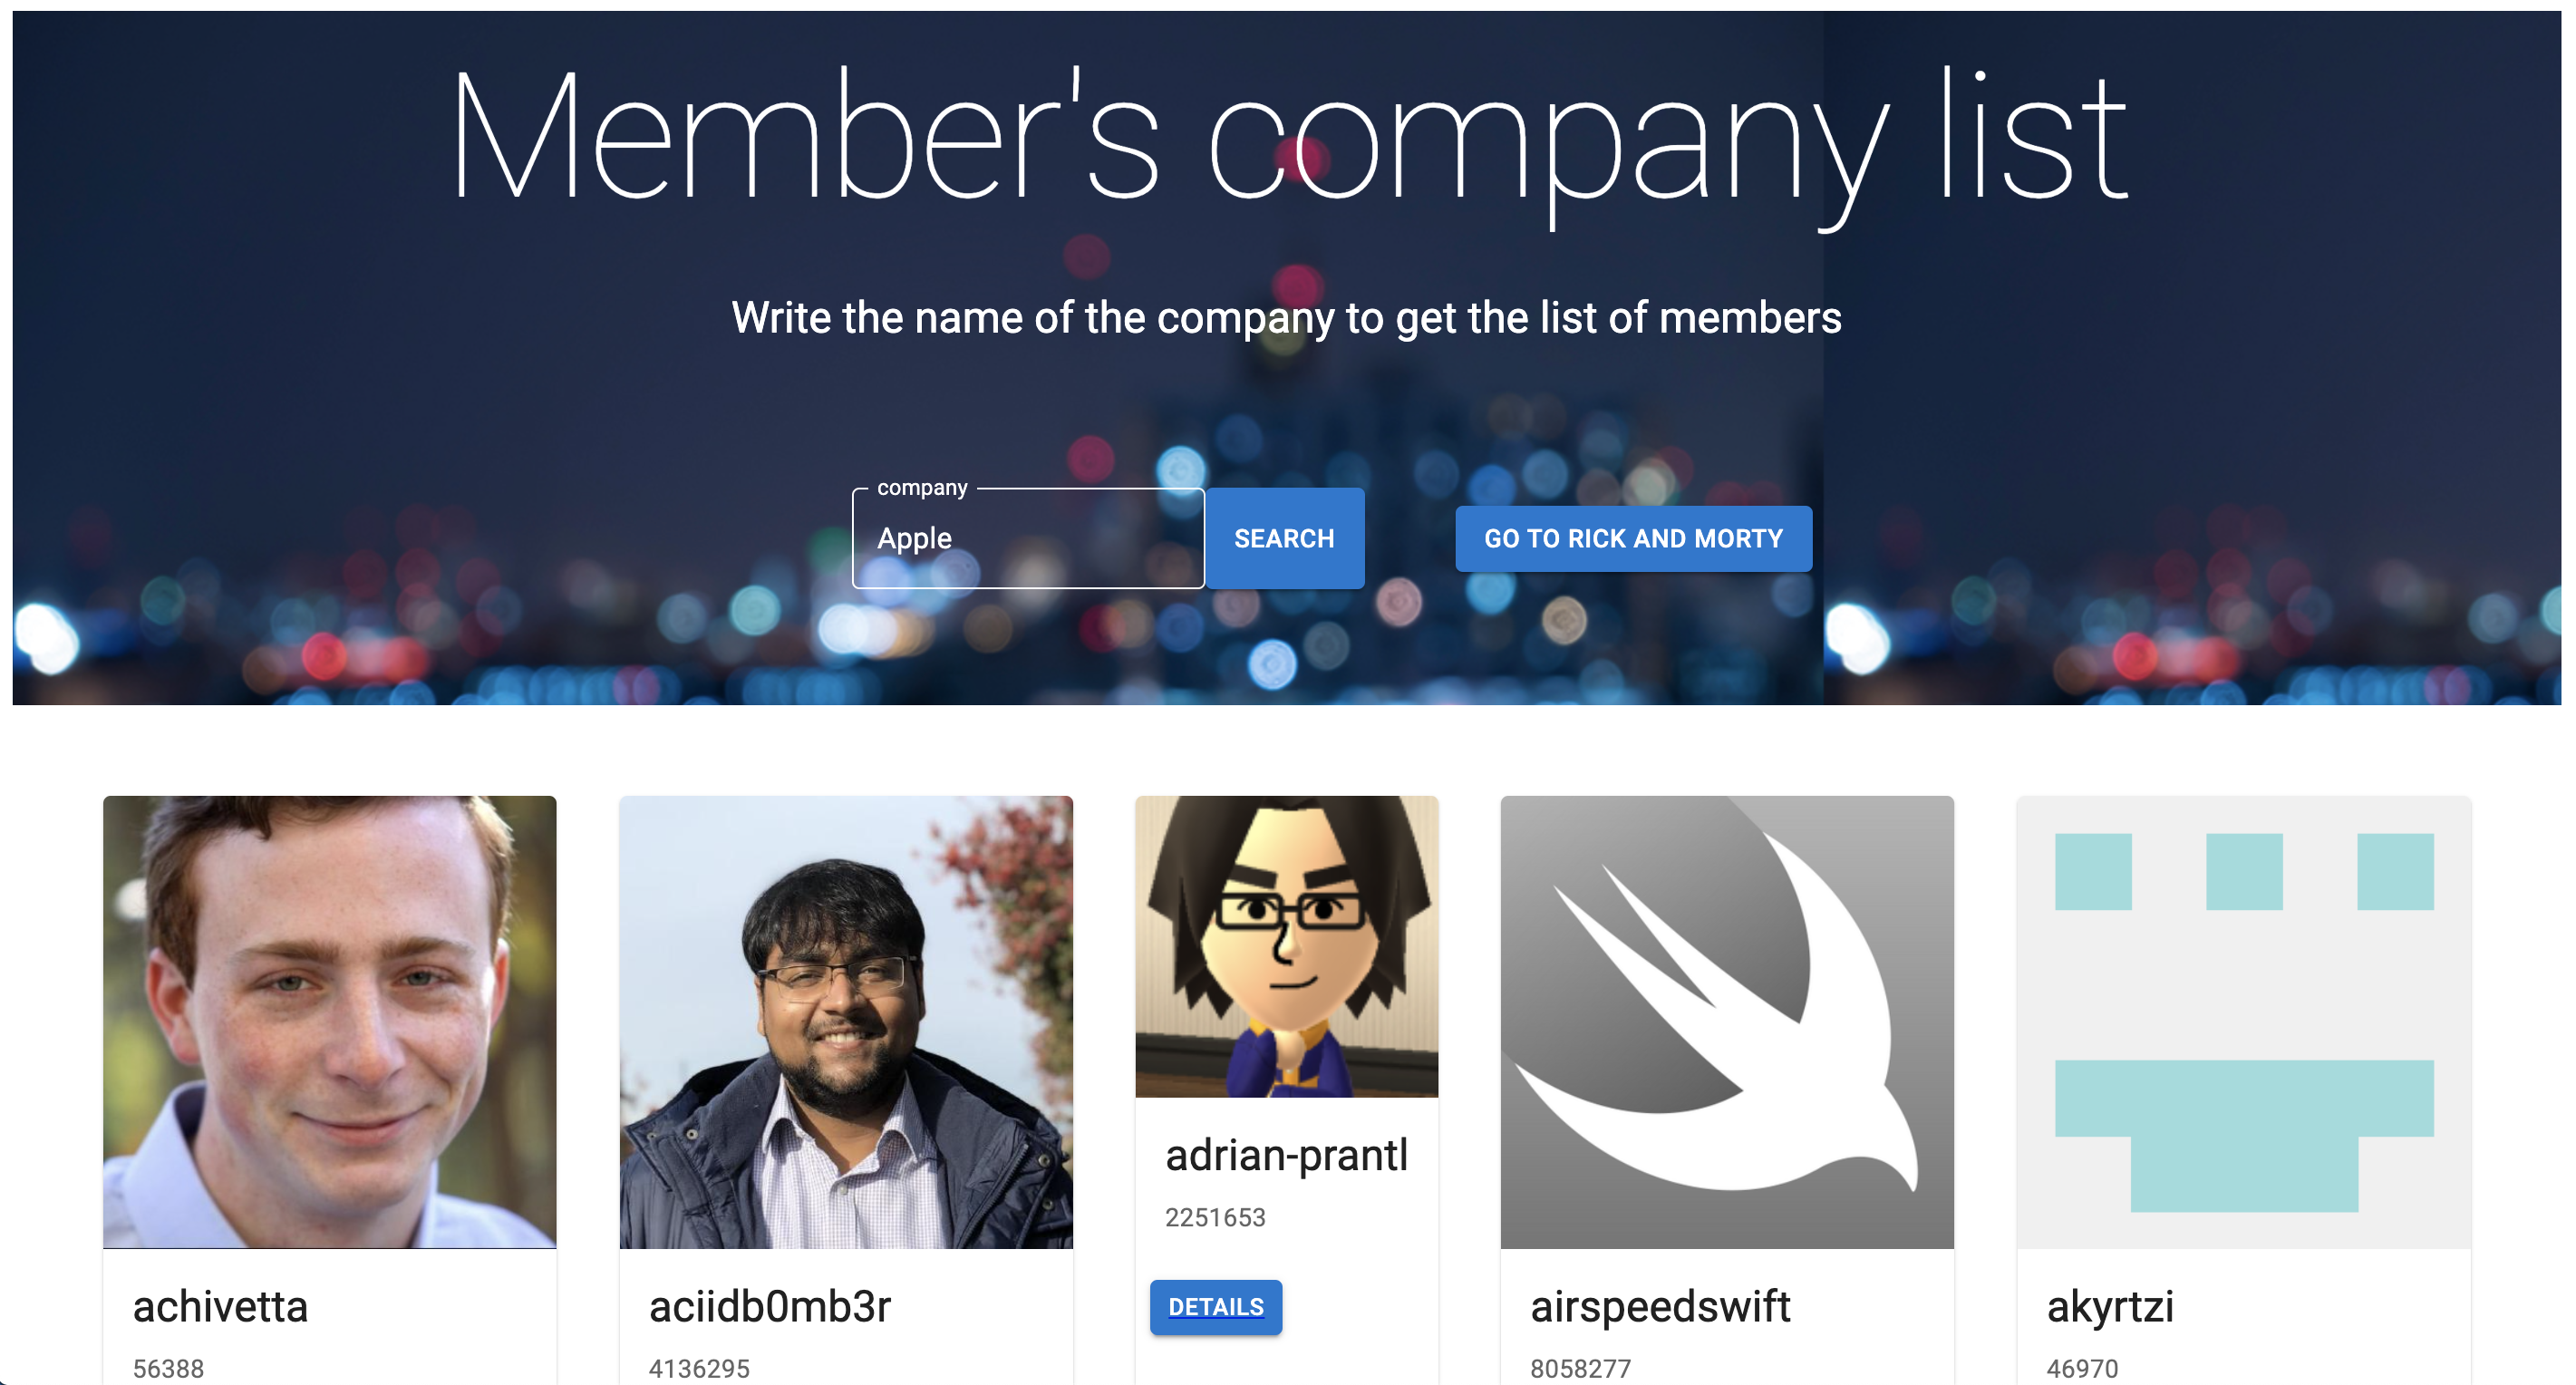 Member's company list
Write the name of the company to get the list of members
company
Apple
SEARCH
GO TO RICK AND MORTY
achivetta
56388
aciidb0mb3r
4136295
adrian-prantl
2251653
DETAILS
airspeedswift
8058277
akyrtzi
46970